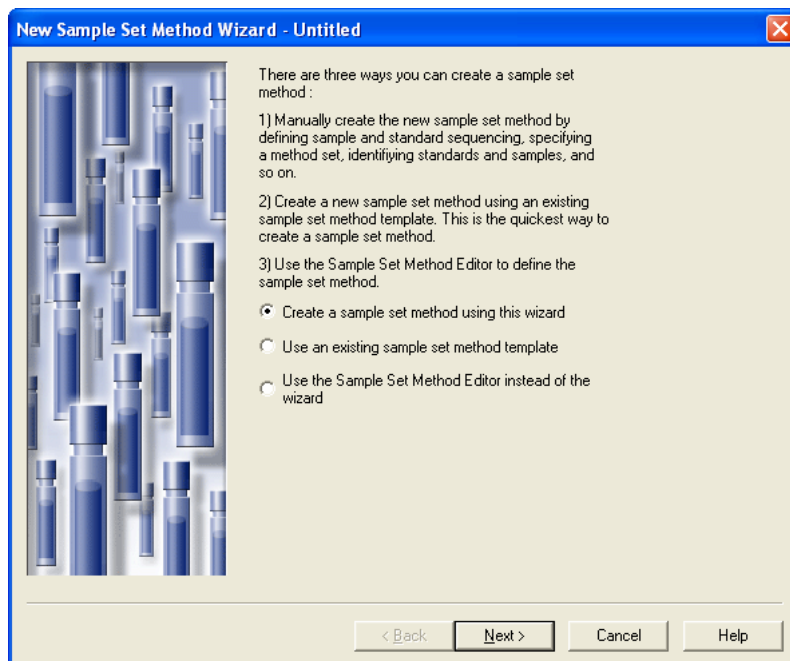 New Sample Set Method Wizard - Untitled
There are three ways you can create a sample set
method :
1) Manually create the new sample set method by
defining sample and standard sequencing, specifying
a method set, identifiying standards and samples, and
so on.
2) Create a new sample set method using an existing
sample set method template. This is the quickest way to
create a sample set method.
3) Use the Sample Set Method Editor to define the
sample set method.
Create a sample set method using this wizard
Use an existing sample set method template
Use the Sample Set Method Editor instead of the
wizard
< Back
Next >
Cancel
Help